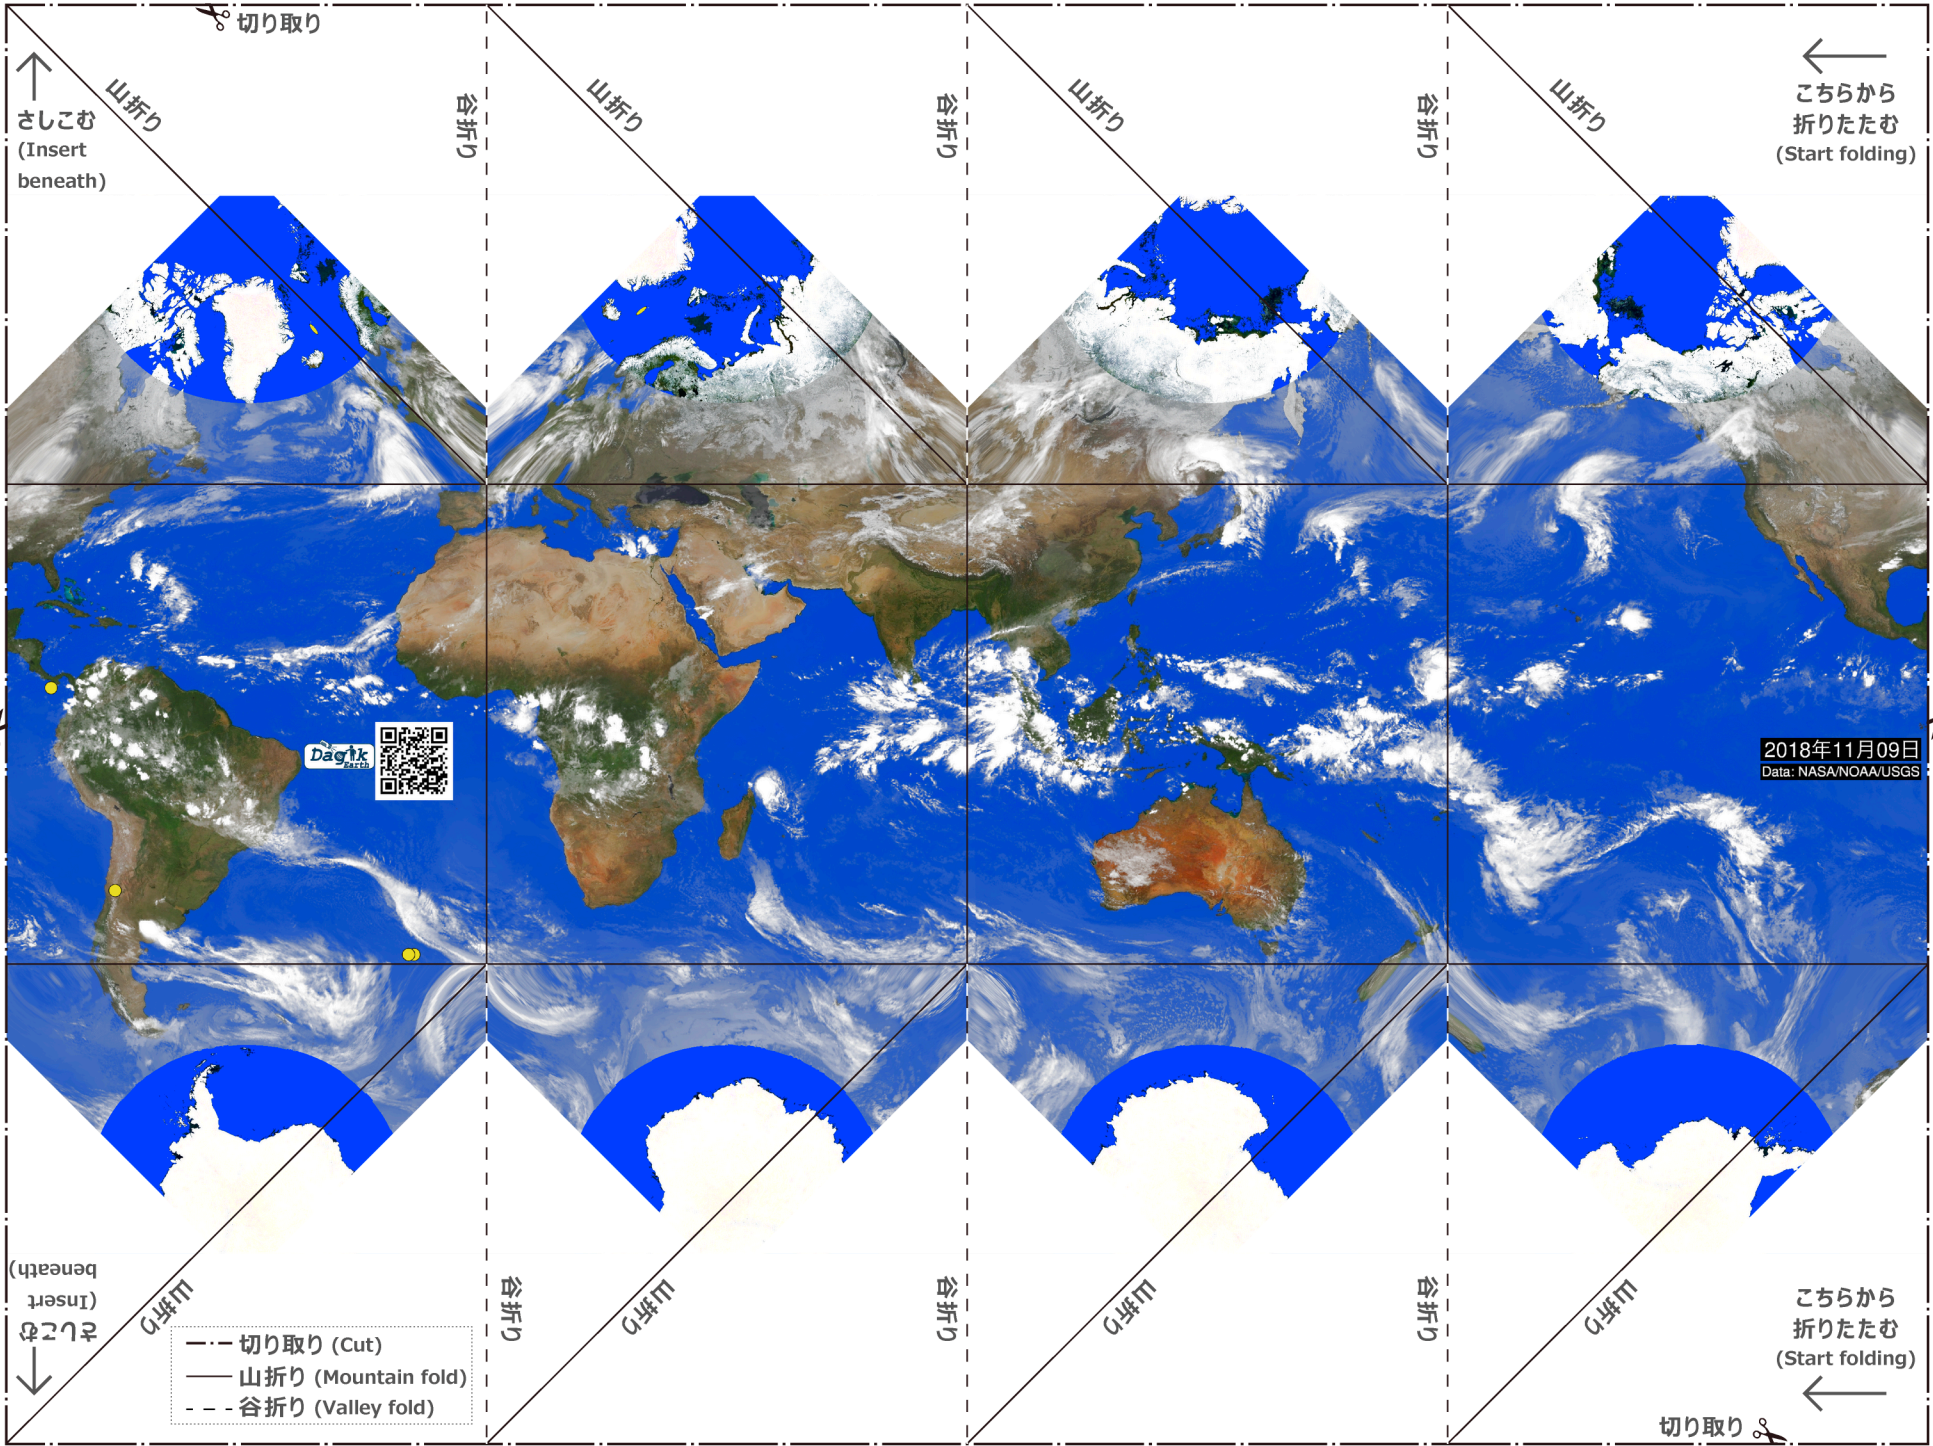 切り取り
山折り
山折り
山折り
山折り
谷折り
谷折り
谷折り
さしこむ
(Insert
beneath)
こちらから
折りたたむ
(Start folding)
Dagik
Earth
2018年11月09日
Data: NASA/NOAA/USGS
さしこむ
(Insert
beneath)
山折り
山折り
山折り
山折り
谷折り
谷折り
谷折り
切り取り (Cut)
山折り (Mountain fold)
谷折り (Valley fold)
こちらから
折りたたむ
(Start folding)
切り取り